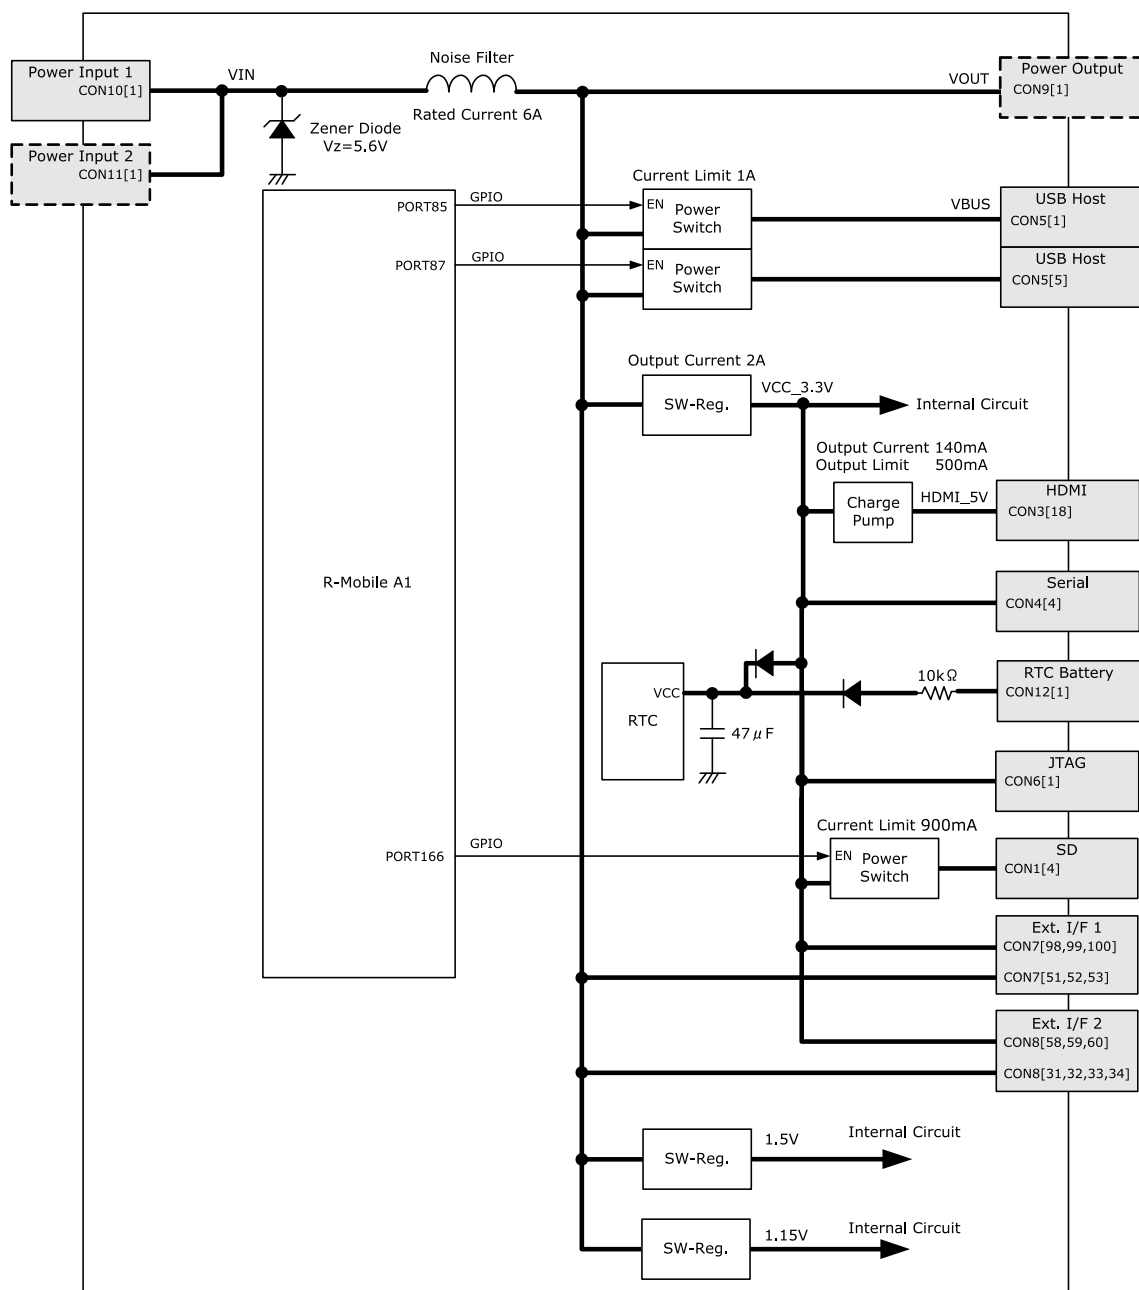 Noise Filter
Power Input 1
CON10[1]
VIN
VOUT
Power Output
CON9[1]
Rated Current 6A
Zener Diode
Vz=5.6V
Power Input 2
CON11[1]
Current Limit 1A
PORT85
GPIO
EN
Power
Switch
VBUS
USB Host
CON5[1]
PORT87
GPIO
EN
Power
Switch
USB Host
CON5[5]
Output Current 2A
SW-Reg.
VCC_3.3V
Internal Circuit
Output Current 140mA
Output Limit 500mA
Charge
Pump
HDMI_5V
HDMI
CON3[18]
R-Mobile A1
Serial
CON4[4]
RTC
VCC
47μF
10kΩ
RTC Battery
CON12[1]
JTAG
CON6[1]
Current Limit 900mA
PORT166
GPIO
EN
Power
Switch
SD
CON1[4]
Ext. I/F 1
CON7[98,99,100]
CON7[51,52,53]
Ext. I/F 2
CON8[58,59,60]
CON8[31,32,33,34]
SW-Reg.
1.5V
Internal Circuit
SW-Reg.
1.15V
Internal Circuit